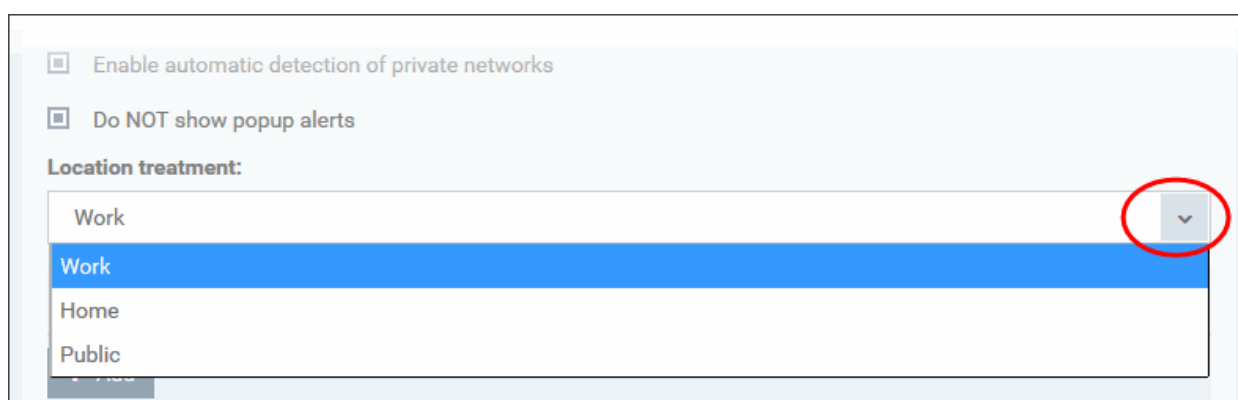 Enable automatic detection of private networks
Do NOT show popup alerts
Location treatment:
Work
Work
Home
Public